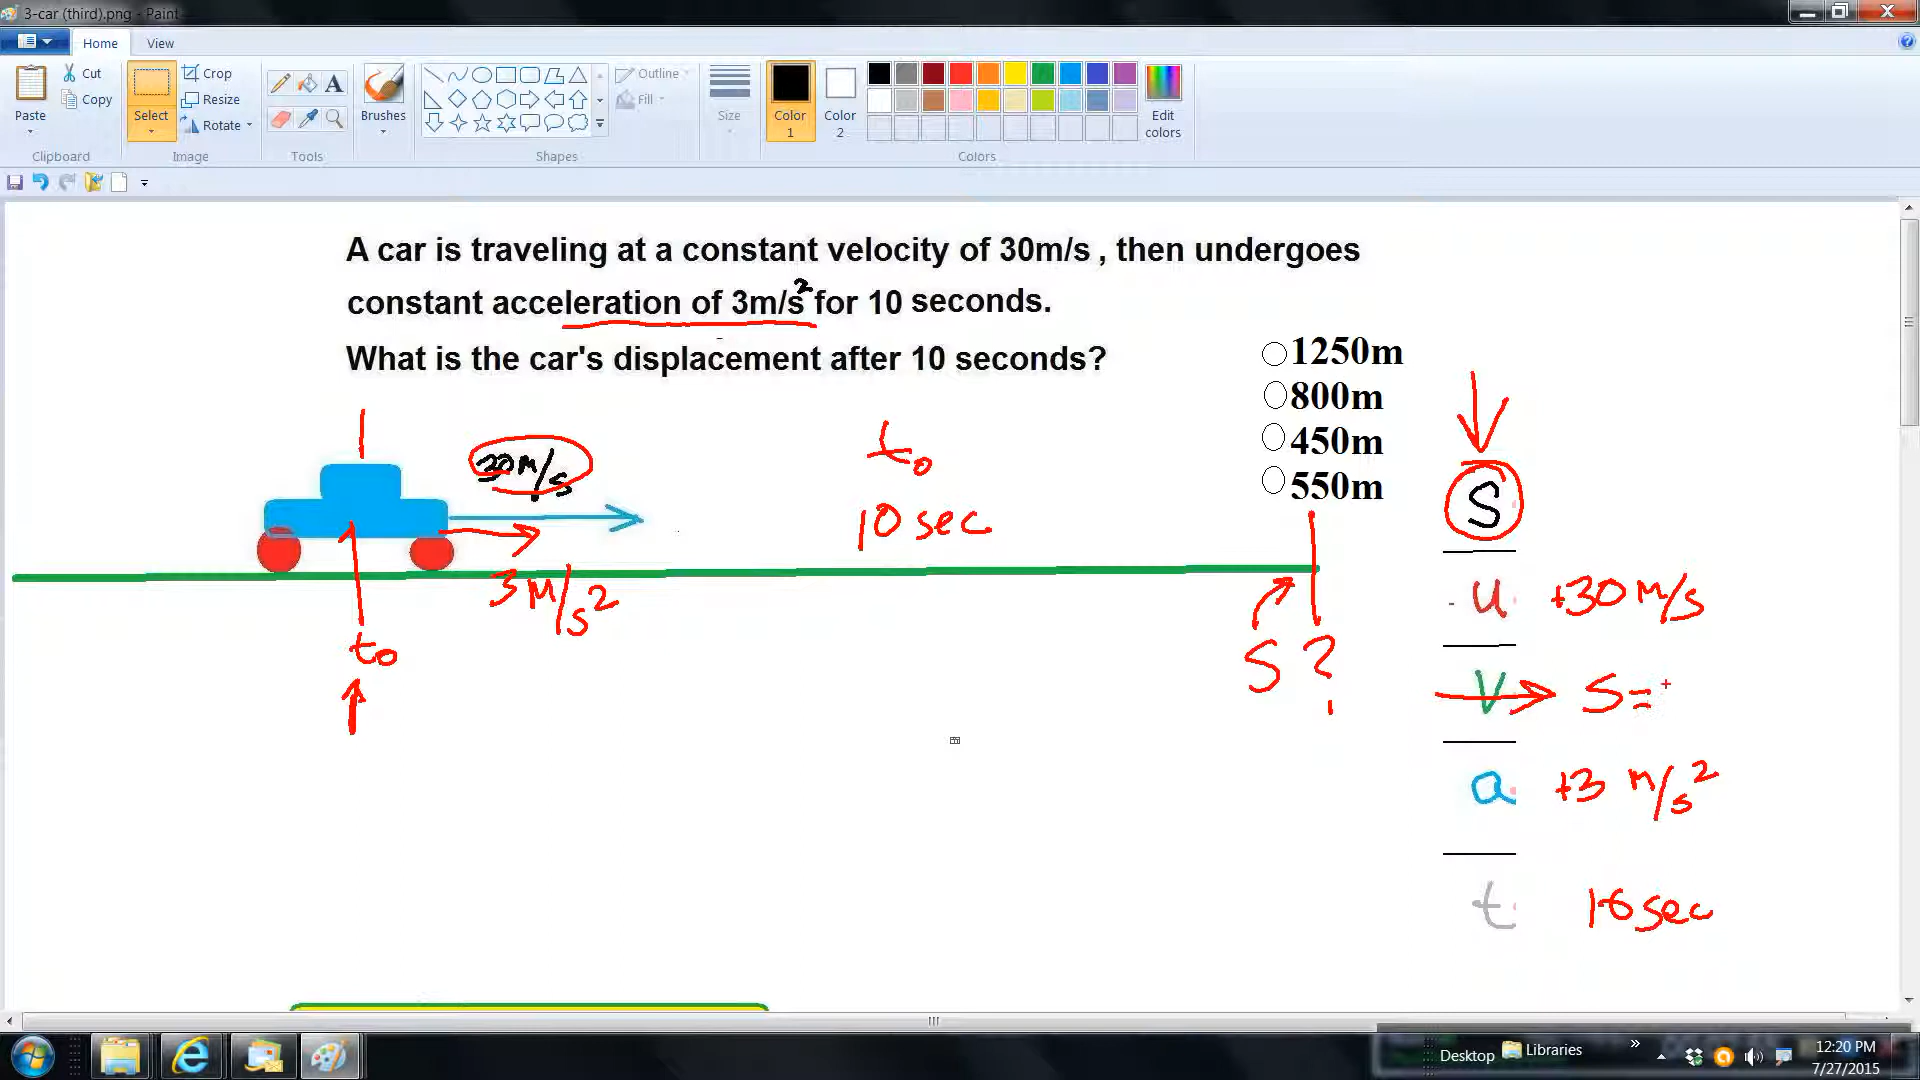 3-car (third).png - Paint
Home
View
Paste
Cut
Copy
Clipboard
Select
Crop
Resize
Rotate
Image
Tools
Brushes
Shapes
Outline
Fill
Size
Color 1
Color 2
Edit colors
Colors
A car is traveling at a constant velocity of 30m/s , then undergoes
constant acceleration of 3m/s² for 10 seconds.
What is the car's displacement after 10 seconds?
1250m
800m
450m
550m
30 M/s
3 M/s²
t₀
t₀
10 sec
S ?
S
u +30 M/s
V S=
a +3 M/s²
t 10 sec
Desktop
Libraries
»
12:20 PM
7/27/2015